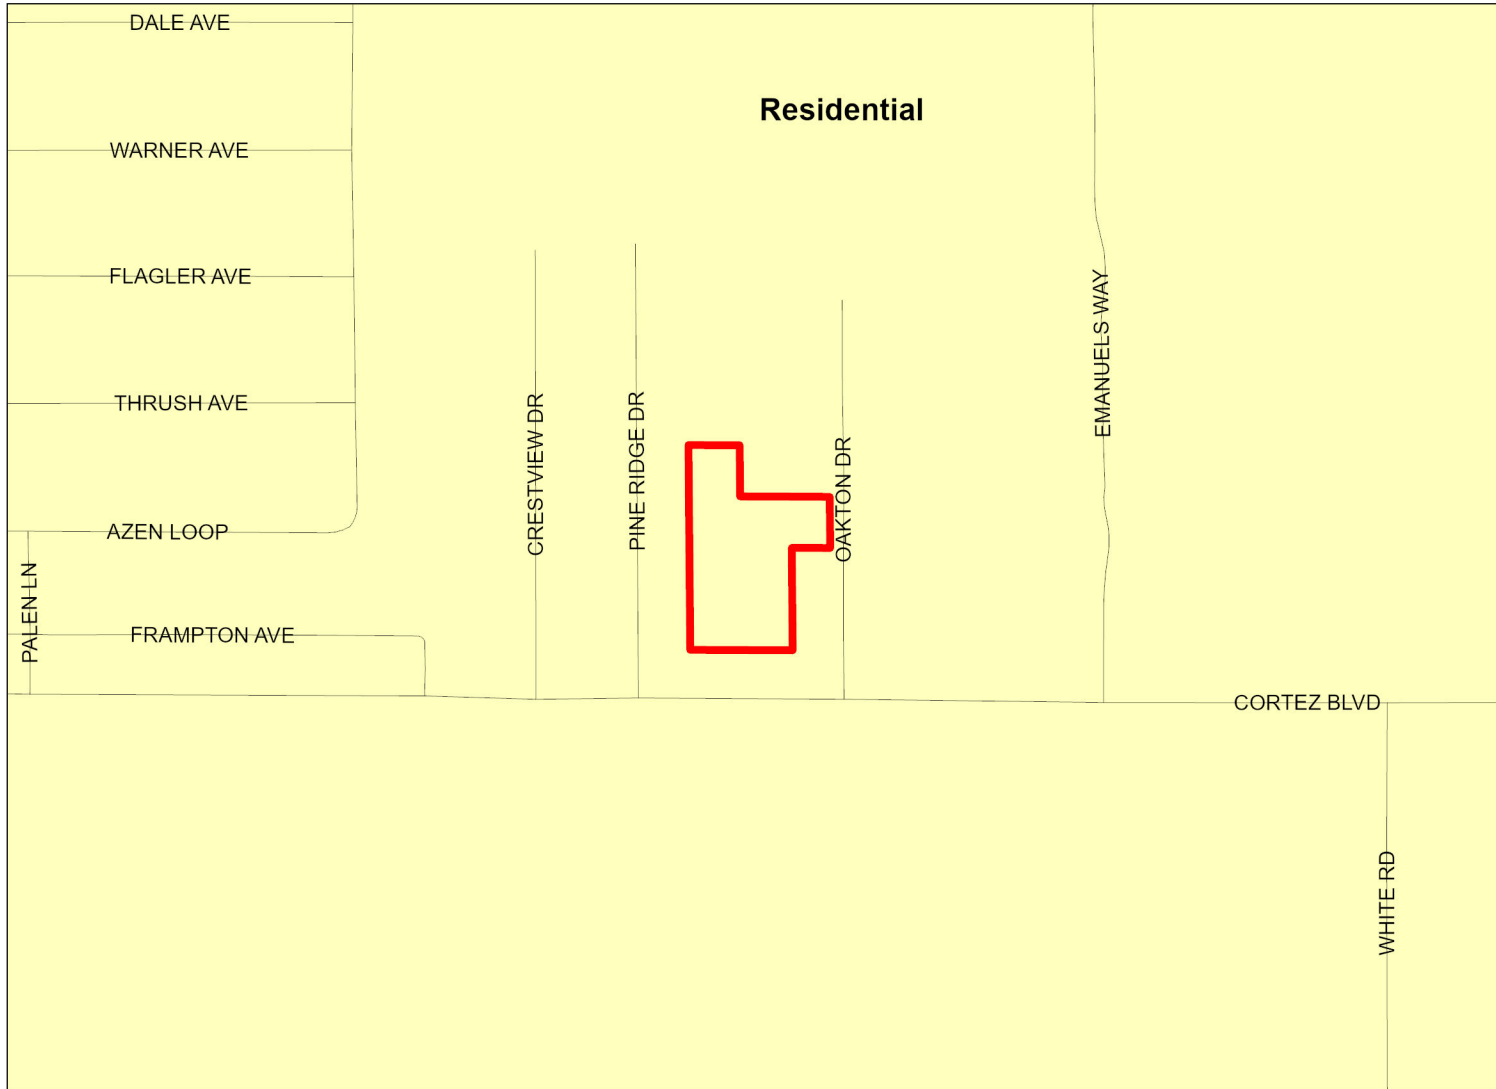 DALE AVE
Residential
WARNER AVE
FLAGLER AVE
EMANUELS WAY
THRUSH AVE
CRESTVIEW DR
PINE RIDGE DR
OAKTON DR
AZEN LOOP
PALEN LN
FRAMPTON AVE
CORTEZ BLVD
WHITE RD